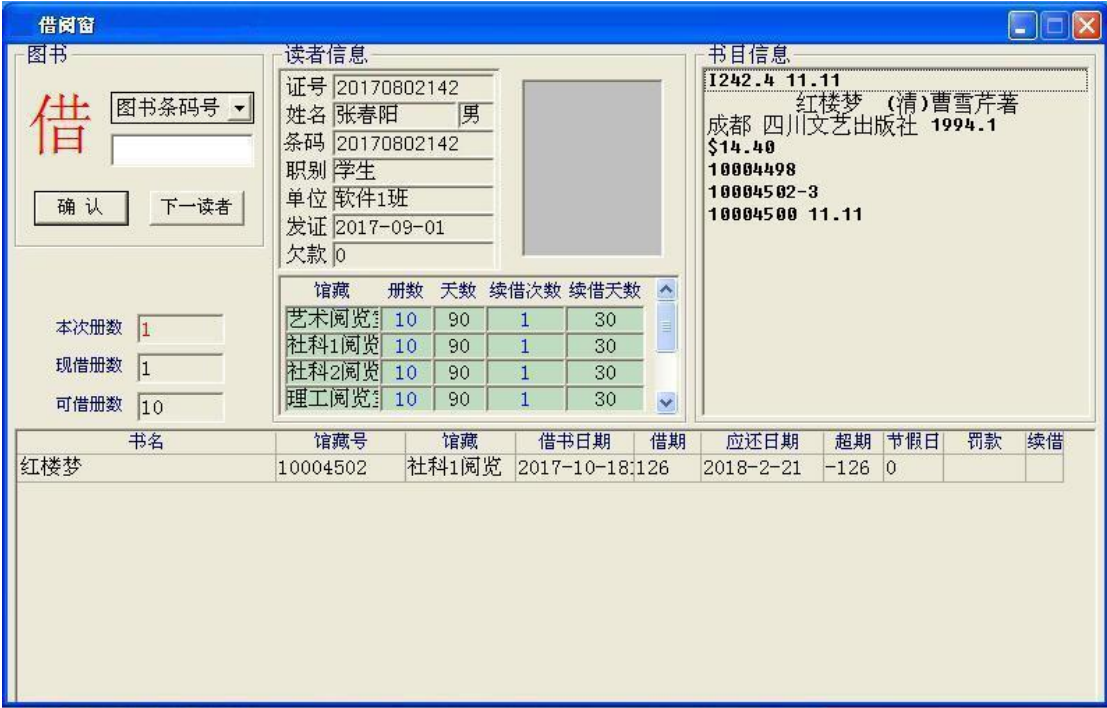 借阅窗
图书
借
图书条码号
确 认
下一读者
读者信息
证号 20170802142
姓名 张春阳 男
条码 20170802142
职别 学生
单位 软件1班
发证 2017-09-01
欠款 0
书目信息
I242.4 11.11
红楼梦 (清)曹雪芹著
成都 四川文艺出版社 1994.1
$14.40
10004498
10004502-3
10004500 11.11
本次册数 1
现借册数 1
可借册数 10
馆藏 册数 天数 续借次数 续借天数
艺术阅览 10 90 1 30
社科1阅览 10 90 1 30
社科2阅览 10 90 1 30
理工阅览 10 90 1 30
书名 馆藏号 馆藏 借书日期 借期 应还日期 超期 节假日 罚款 续借
红楼梦 10004502 社科1阅览 2017-10-18 126 2018-2-21 -126 0